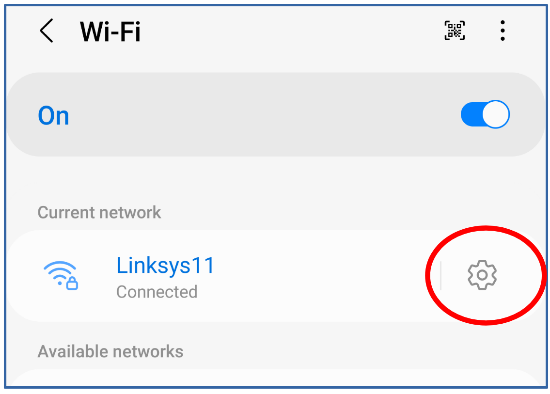 Wi-Fi
On
Current network
Linksys11
Connected
Available networks